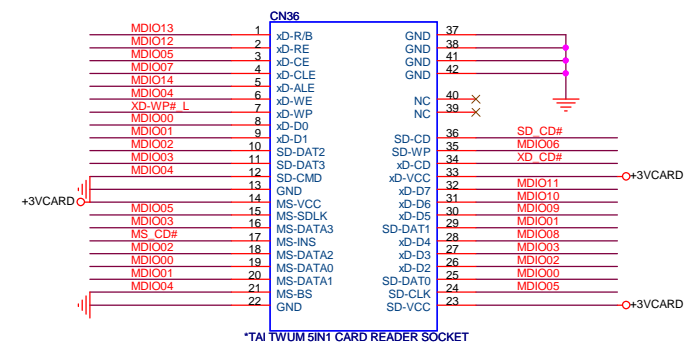 CN36
MDIO13 1 xD-R/B GND 37
MDIO12 2 xD-RE GND 38
MDIO05 3 xD-CE GND 41
MDIO07 4 xD-CLE GND 42
MDIO14 5 xD-ALE
MDIO04 6 xD-WE NC 40
XD-WP#_L 7 xD-WP NC 39
MDIO00 8 xD-D0
MDIO01 9 xD-D1 SD-CD 36 SD_CD#
MDIO02 10 SD-DAT2 SD-WP 35 MDIO06
MDIO03 11 SD-DAT3 xD-CD 34 XD_CD#
MDIO04 12 SD-CMD xD-VCC 33 +3VCARD
13 GND xD-D7 32 MDIO11
+3VCARD 14 MS-VCC xD-D6 31 MDIO10
MDIO05 15 MS-SDLK xD-D5 30 MDIO09
MDIO03 16 MS-DATA3 SD-DAT1 29 MDIO01
MS_CD# 17 MS-INS xD-D4 28 MDIO08
MDIO02 18 MS-DATA2 xD-D3 27 MDIO03
MDIO00 19 MS-DATA0 xD-D2 26 MDIO02
MDIO01 20 MS-DATA1 SD-DAT0 25 MDIO00
MDIO04 21 MS-BS SD-CLK 24 MDIO05
22 GND SD-VCC 23 +3VCARD
*TAI TWUM 5IN1 CARD READER SOCKET